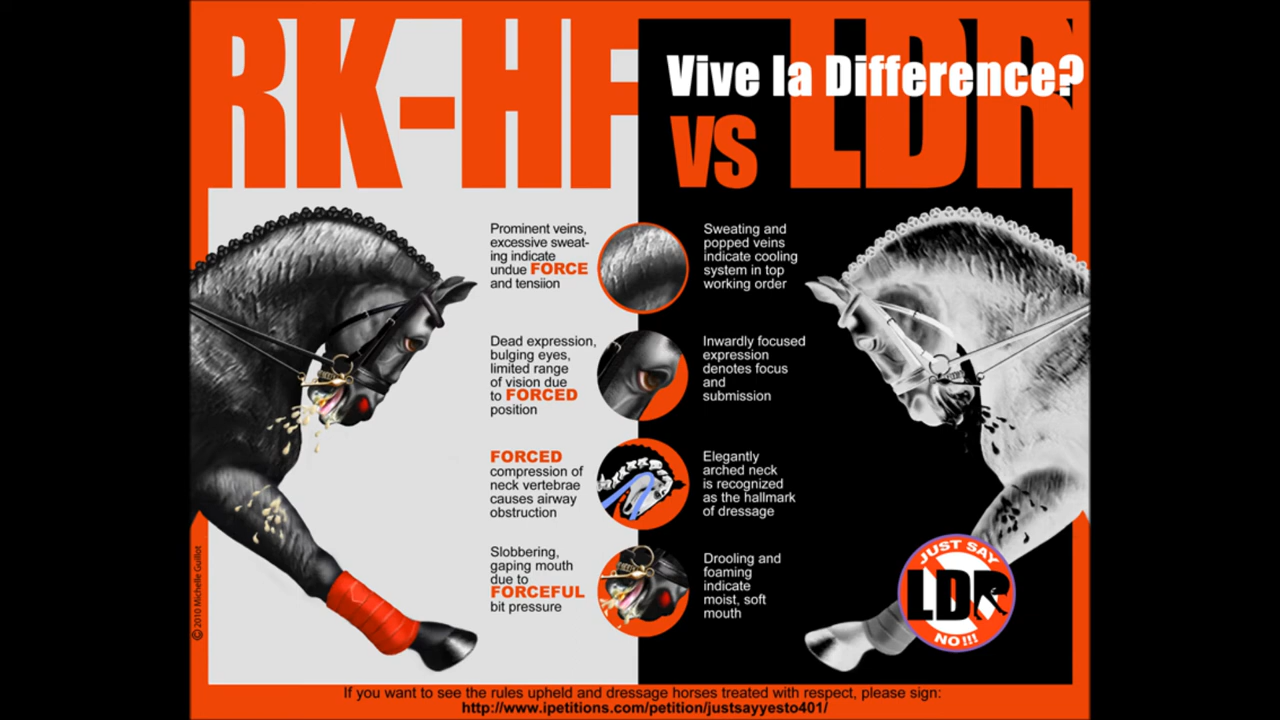 RK-HF
Vive la Difference?
VS LDR
Prominent veins,
excessive sweat-
ing indicate
undue FORCE
and tensiion
Sweating and
popped veins
indicate cooling
system in top
working order
Dead expression,
bulging eyes,
limited range
of vision due
to FORCED
position
Inwardly focused
expression
denotes focus
and
submission
FORCED
compression of
neck vertebrae
causes airway
obstruction
Elegantly
arched neck
is recognized
as the hallmark
of dressage
Slobbering,
gaping mouth
due to
FORCEFUL
bit pressure
Drooling and
foaming
indicate
moist, soft
mouth
JUST SAY
LDR
NO!!!
© 2010 Michelle Guillot
If you want to see the rules upheld and dressage horses treated with respect, please sign:
http://www.ipetitions.com/petition/justsayyesto401/